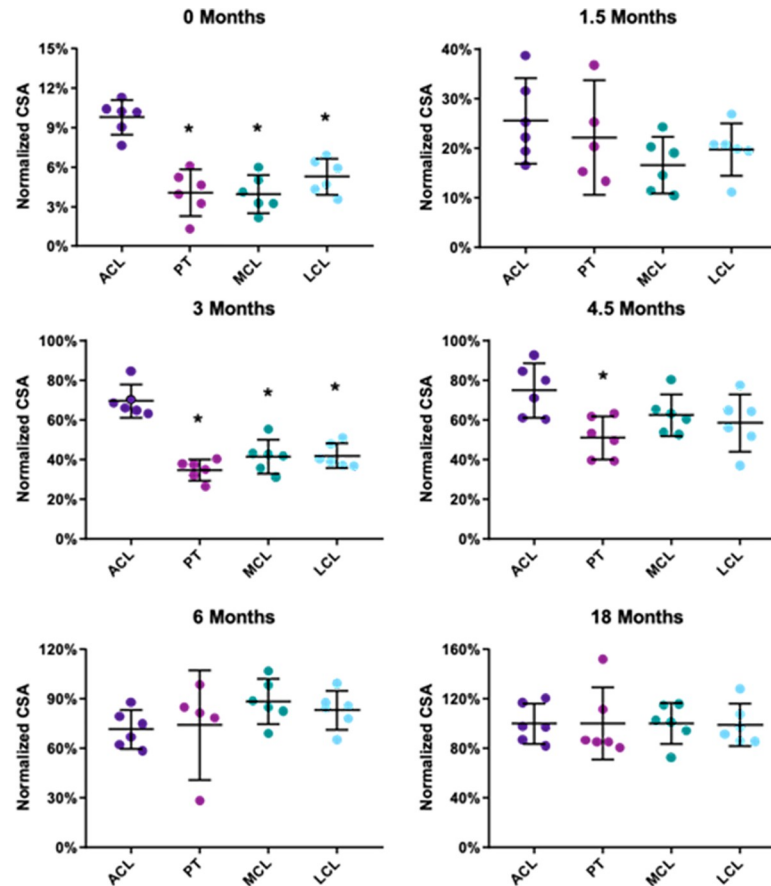 0 Months
Normalized CSA
15%
12%
9%
6%
3%
0%
*
*
*
ACL
PT
MCL
LCL
1.5 Months
Normalized CSA
40%
30%
20%
10%
0%
ACL
PT
MCL
LCL
3 Months
Normalized CSA
100%
80%
60%
40%
20%
0%
*
*
*
ACL
PT
MCL
LCL
4.5 Months
Normalized CSA
100%
80%
60%
40%
20%
0%
*
ACL
PT
MCL
LCL
6 Months
Normalized CSA
120%
90%
60%
30%
0%
ACL
PT
MCL
LCL
18 Months
Normalized CSA
160%
120%
80%
40%
0%
ACL
PT
MCL
LCL